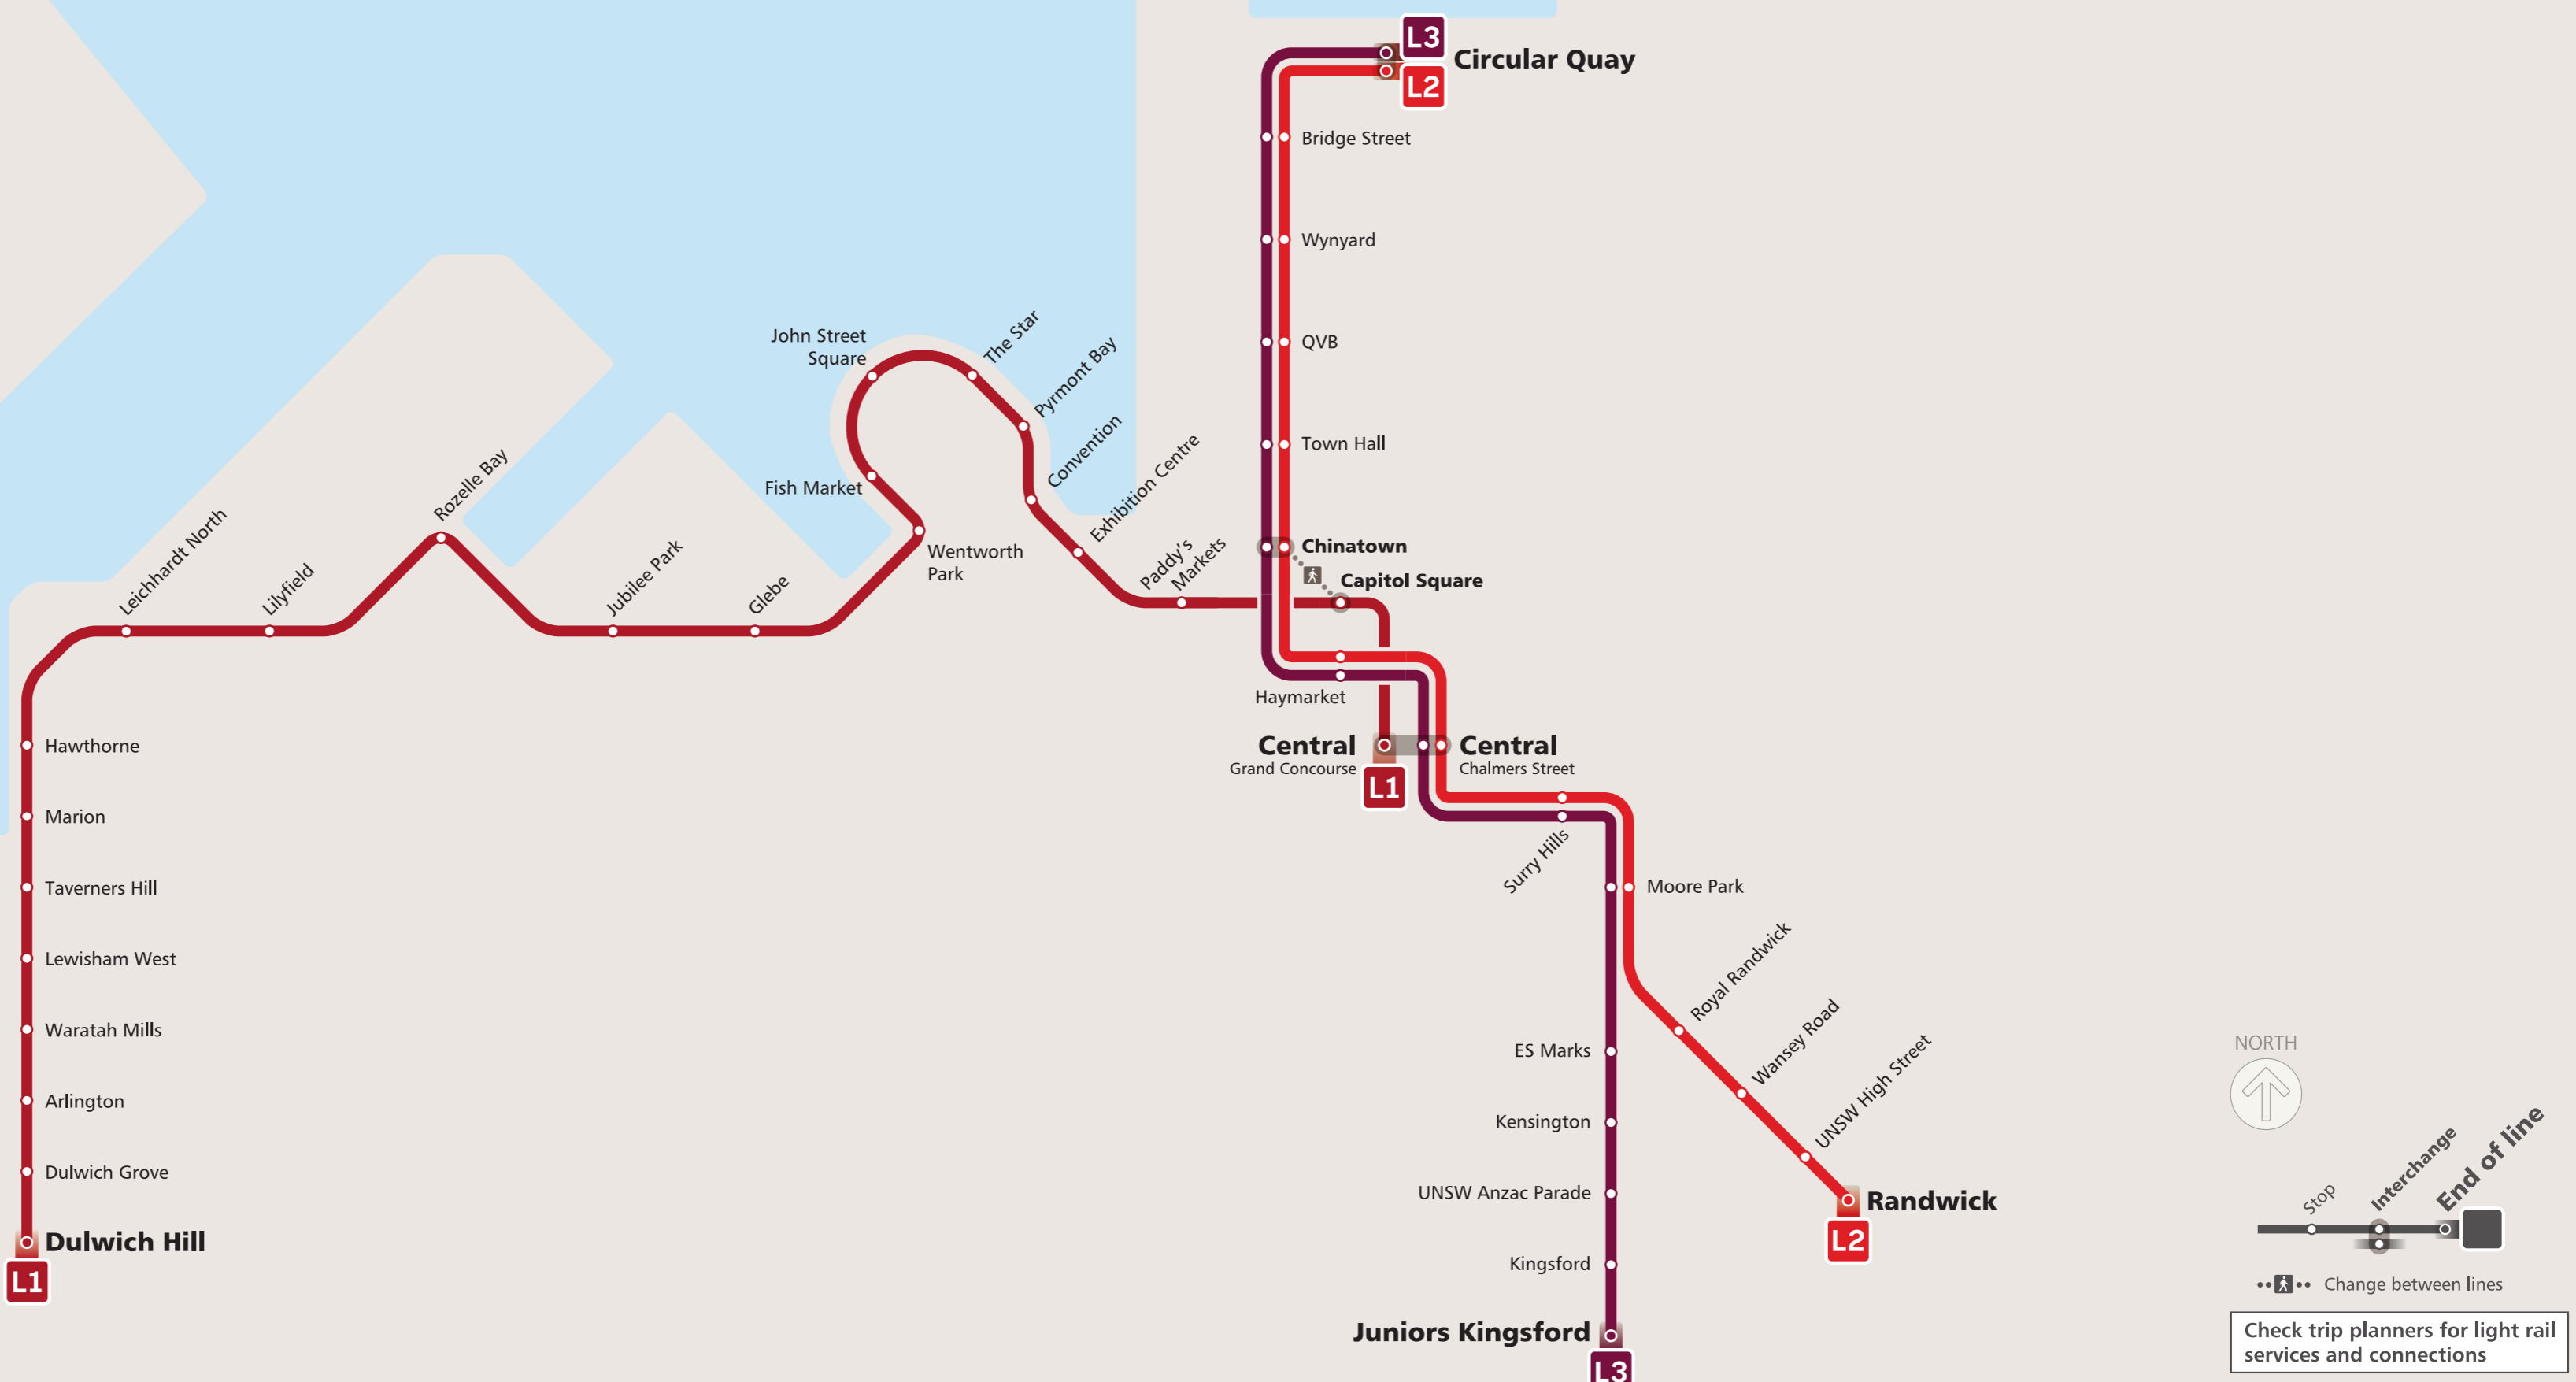 L3
Circular Quay
L2
Bridge Street
Wynyard
QVB
Town Hall
Chinatown
Capitol Square
Haymarket
Central
Grand Concourse
L1
Central
Chalmers Street
Surry Hills
Moore Park
Royal Randwick
Wansey Road
UNSW High Street
Randwick
L2
ES Marks
Kensington
UNSW Anzac Parade
Kingsford
Juniors Kingsford
L3
Paddy's
Markets
Exhibition Centre
Convention
Pyrmont Bay
The Star
John Street
Square
Fish Market
Wentworth
Park
Glebe
Jubilee Park
Rozelle Bay
Lilyfield
Leichhardt North
Hawthorne
Marion
Taverners Hill
Lewisham West
Waratah Mills
Arlington
Dulwich Grove
Dulwich Hill
L1
NORTH
Stop
Interchange
End of line
Change between lines
Check trip planners for light rail
services and connections